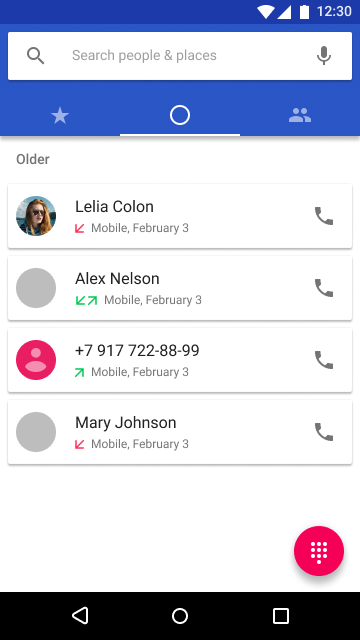 12:30
Search people & places
Older
Lelia Colon
Mobile, February 3
Alex Nelson
Mobile, February 3
+7 917 722-88-99
Mobile, February 3
Mary Johnson
Mobile, February 3